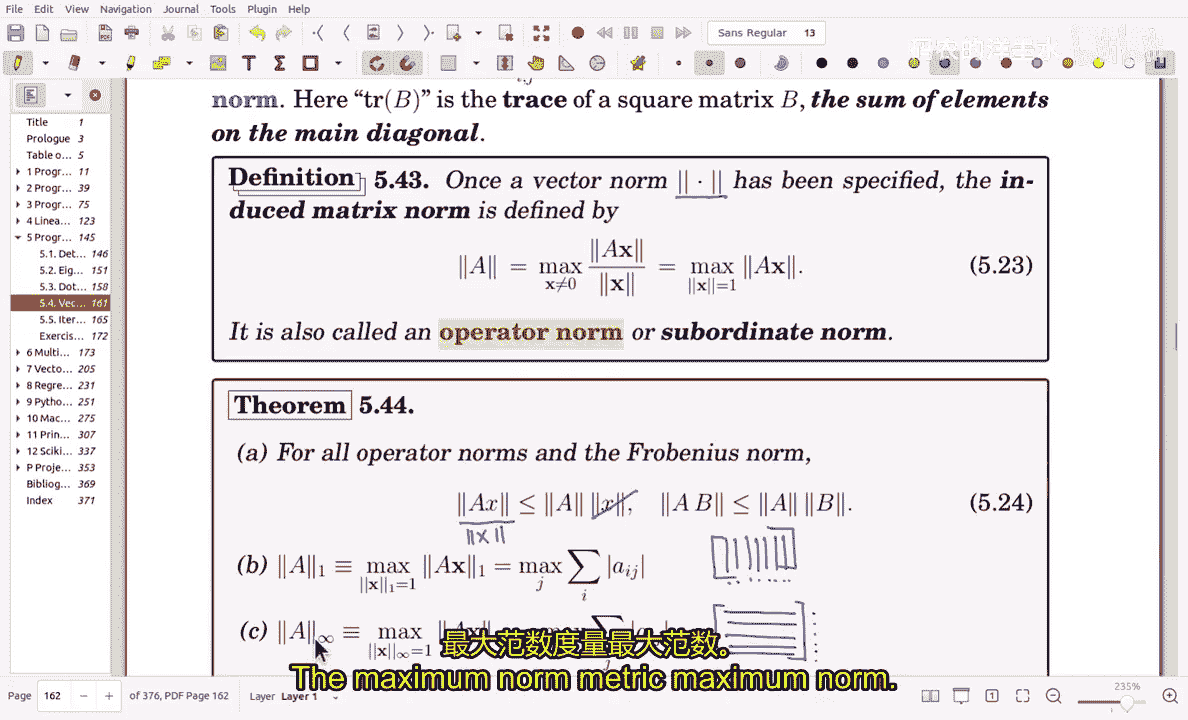 File Edit View Navigation Journal Tools Plugin Help
Sans Regular 13
norm. Here “tr(B)” is the trace of a square matrix B, the sum of elements
on the main diagonal.
Definition 5.43. Once a vector norm || · || has been specified, the in-
duced matrix norm is defined by
||A|| = max x≠0 ||Ax|| / ||x|| = max ||x||=1 ||Ax||. (5.23)
It is also called an operator norm or subordinate norm.
Theorem 5.44.
(a) For all operator norms and the Frobenius norm,
||Ax|| ≤ ||A|| ||x||, ||A B|| ≤ ||A|| ||B||. (5.24)
||x||
(b) ||A||₁ ≡ max ||x||₁=1 ||Ax||₁ = max j ∑ i |aᵢⱼ|
(c) ||A||∞ ≡ max ||x||∞=1
最大范数度量最大范数。
The maximum norm metric maximum norm.
Title 1
Prologue 3
Table o... 5
1 Progr... 11
2 Progr... 39
3 Progr... 75
4 Linea... 123
5 Progr... 145
5.1. Det... 146
5.2. Eig... 151
5.3. Dot... 158
5.4. Vec... 161
5.5. Iter... 165
Exercis... 172
6 Multi... 173
7 Vecto... 205
8 Regre... 231
9 Pytho... 251
10 Mac... 275
11 Prin... 307
12 Sciki... 337
P Proje... 353
Bibliog... 369
Index 371
Page 162 of 376, PDF Page 162 Layer Layer 1 235%